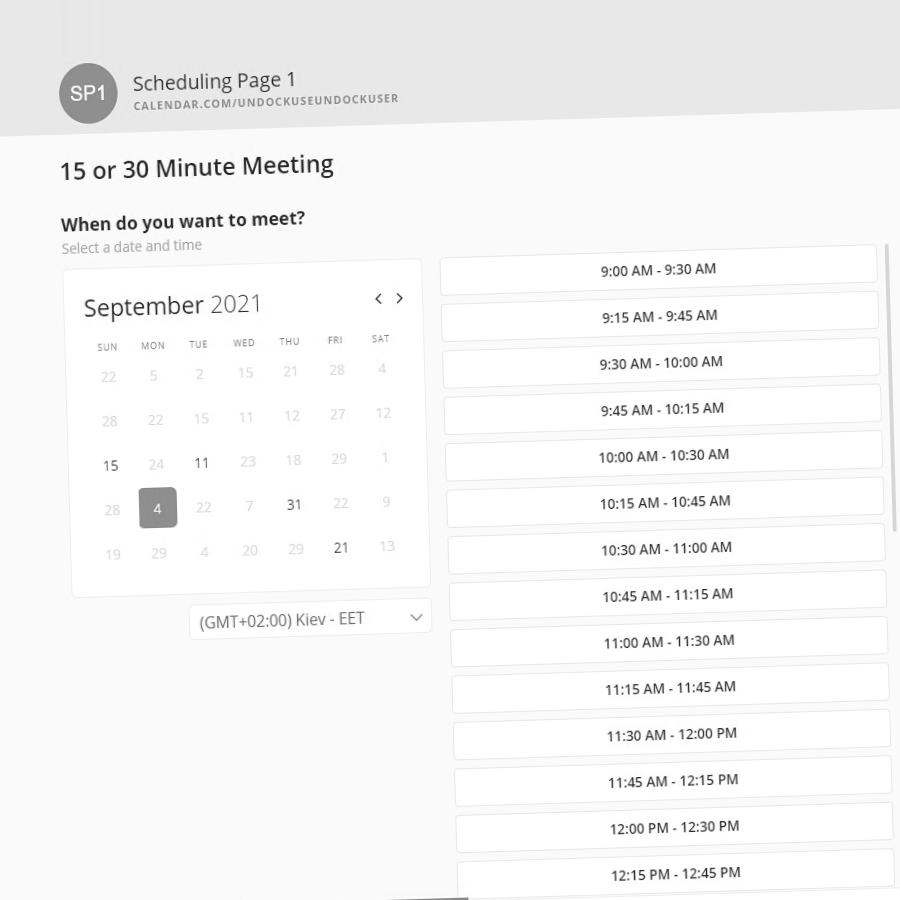 SP1
Scheduling Page 1
CALENDAR.COM/UNDOCKUSEUNDOCKUSER
15 or 30 Minute Meeting
When do you want to meet?
Select a date and time
September 2021
SUN MON TUE WED THU FRI SAT
22 5 2 15 21 28 4
28 22 15 11 12 27 12
15 24 11 23 18 29 1
28 4 22 7 31 22 9
19 29 4 20 29 21 13
(GMT+02:00) Kiev - EET
9:00 AM - 9:30 AM
9:15 AM - 9:45 AM
9:30 AM - 10:00 AM
9:45 AM - 10:15 AM
10:00 AM - 10:30 AM
10:15 AM - 10:45 AM
10:30 AM - 11:00 AM
10:45 AM - 11:15 AM
11:00 AM - 11:30 AM
11:15 AM - 11:45 AM
11:30 AM - 12:00 PM
11:45 AM - 12:15 PM
12:00 PM - 12:30 PM
12:15 PM - 12:45 PM